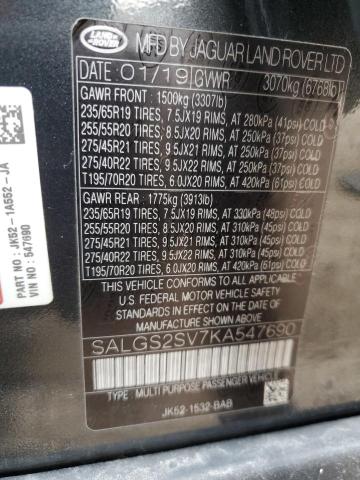 LAND ROVER
MFD BY JAGUAR LAND ROVER LTD
DATE 01/19 GVWR 3070kg (6768lb)
GAWR FRONT: 1500kg (3307lb)
235/65R19 TIRES, 7.5JX19 RIMS, AT 280kPa (41psi) COLD
255/55R20 TIRES, 8.5JX20 RIMS, AT 250kPa (37psi) COLD
275/45R21 TIRES, 9.5JX21 RIMS, AT 250kPa (37psi) COLD
275/40R22 TIRES, 9.5JX22 RIMS, AT 250kPa (37psi) COLD
T195/70R20 TIRES, 6.0JX20 RIMS, AT 420kPa (61psi) COLD
GAWR REAR: 1775kg (3913lb)
235/65R19 TIRES, 7.5JX19 RIMS, AT 330kPa (48psi) COLD
255/55R20 TIRES, 8.5JX20 RIMS, AT 310kPa (45psi) COLD
275/45R21 TIRES, 9.5JX21 RIMS, AT 310kPa (45psi) COLD
275/40R22 TIRES, 9.5JX22 RIMS, AT 310kPa (45psi) COLD
T195/70R20 TIRES, 6.0JX20 RIMS, AT 420kPa (61psi) COLD
THIS VEHICLE CONFORMS TO ALL APPLICABLE
U.S. FEDERAL MOTOR VEHICLE SAFETY
STANDARDS IN EFFECT ON THE DATE OF
MANUFACTURE SHOWN ABOVE.
SALGS2SV7KA547690
TYPE: MULTI PURPOSE PASSENGER VEHICLE
JK52-1532-BAB
PART NO : JK52-1A552-JA
VIN NO : 547690